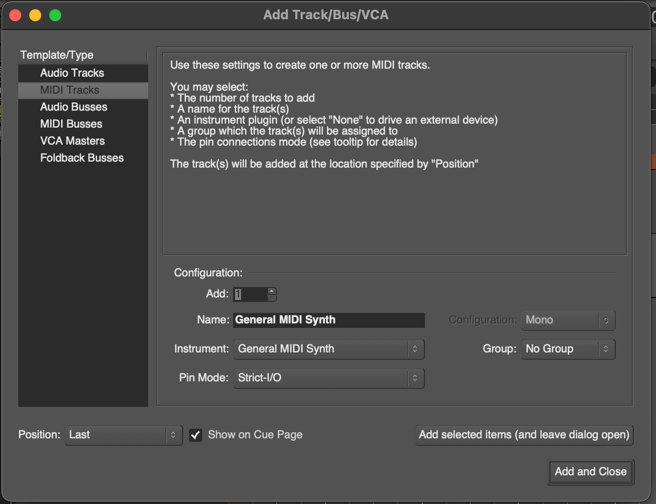 Add Track/Bus/VCA
Template/Type
Audio Tracks
MIDI Tracks
Audio Busses
MIDI Busses
VCA Masters
Foldback Busses
Use these settings to create one or more MIDI tracks.
You may select:
* The number of tracks to add
* A name for the track(s)
* An instrument plugin (or select "None" to drive an external device)
* A group which the track(s) will be assigned to
* The pin connections mode (see tooltip for details)
The track(s) will be added at the location specified by "Position"
Configuration:
Add: 1
Name: General MIDI Synth Configuration: Mono
Instrument: General MIDI Synth Group: No Group
Pin Mode: Strict-I/O
Position: Last Show on Cue Page Add selected items (and leave dialog open)
Add and Close